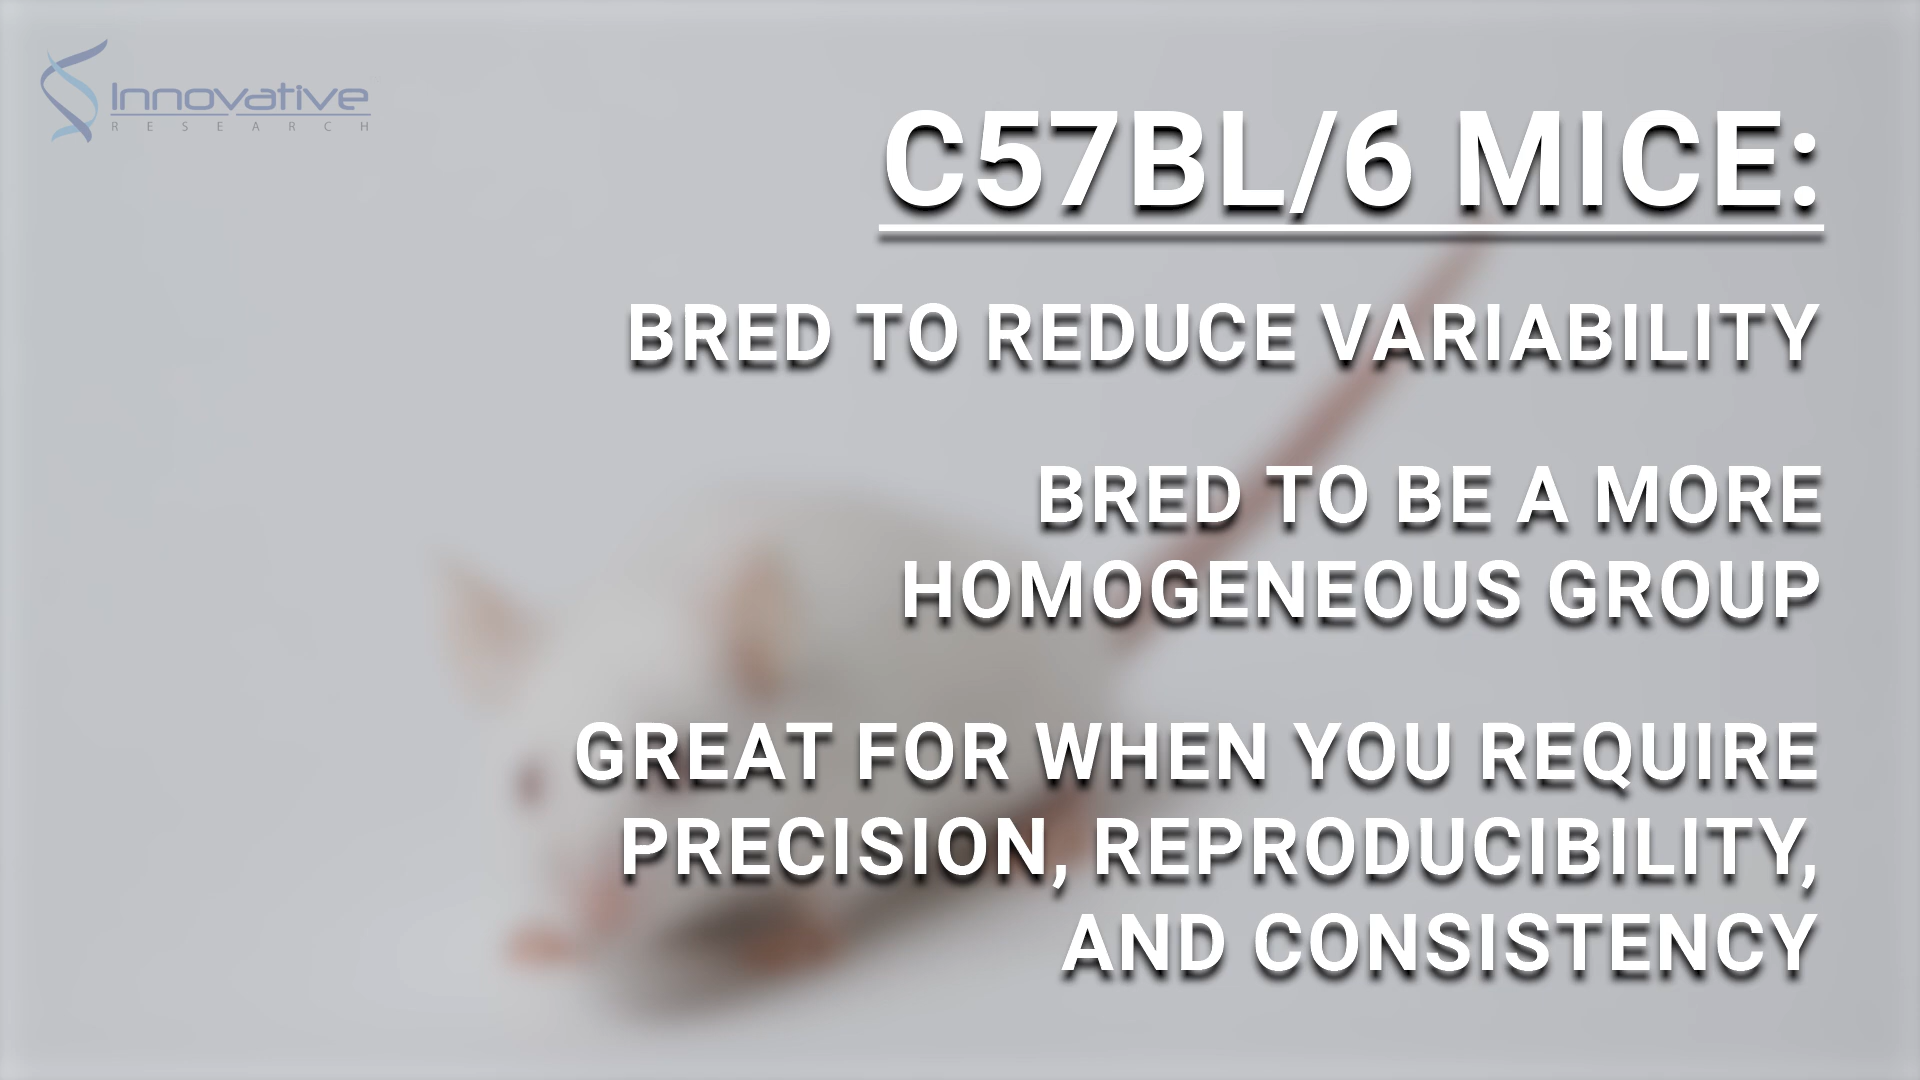 Innovative
RESEARCH
C57BL/6 MICE:
BRED TO REDUCE VARIABILITY
BRED TO BE A MORE
HOMOGENEOUS GROUP
GREAT FOR WHEN YOU REQUIRE
PRECISION, REPRODUCIBILITY,
AND CONSISTENCY